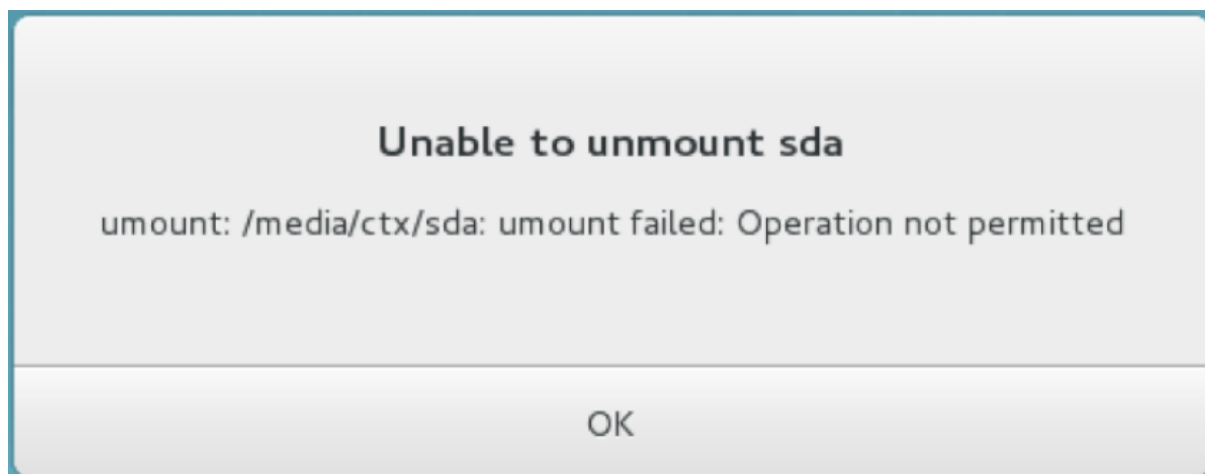 Unable to unmount sda
umount: /media/ctx/sda: umount failed: Operation not permitted
OK